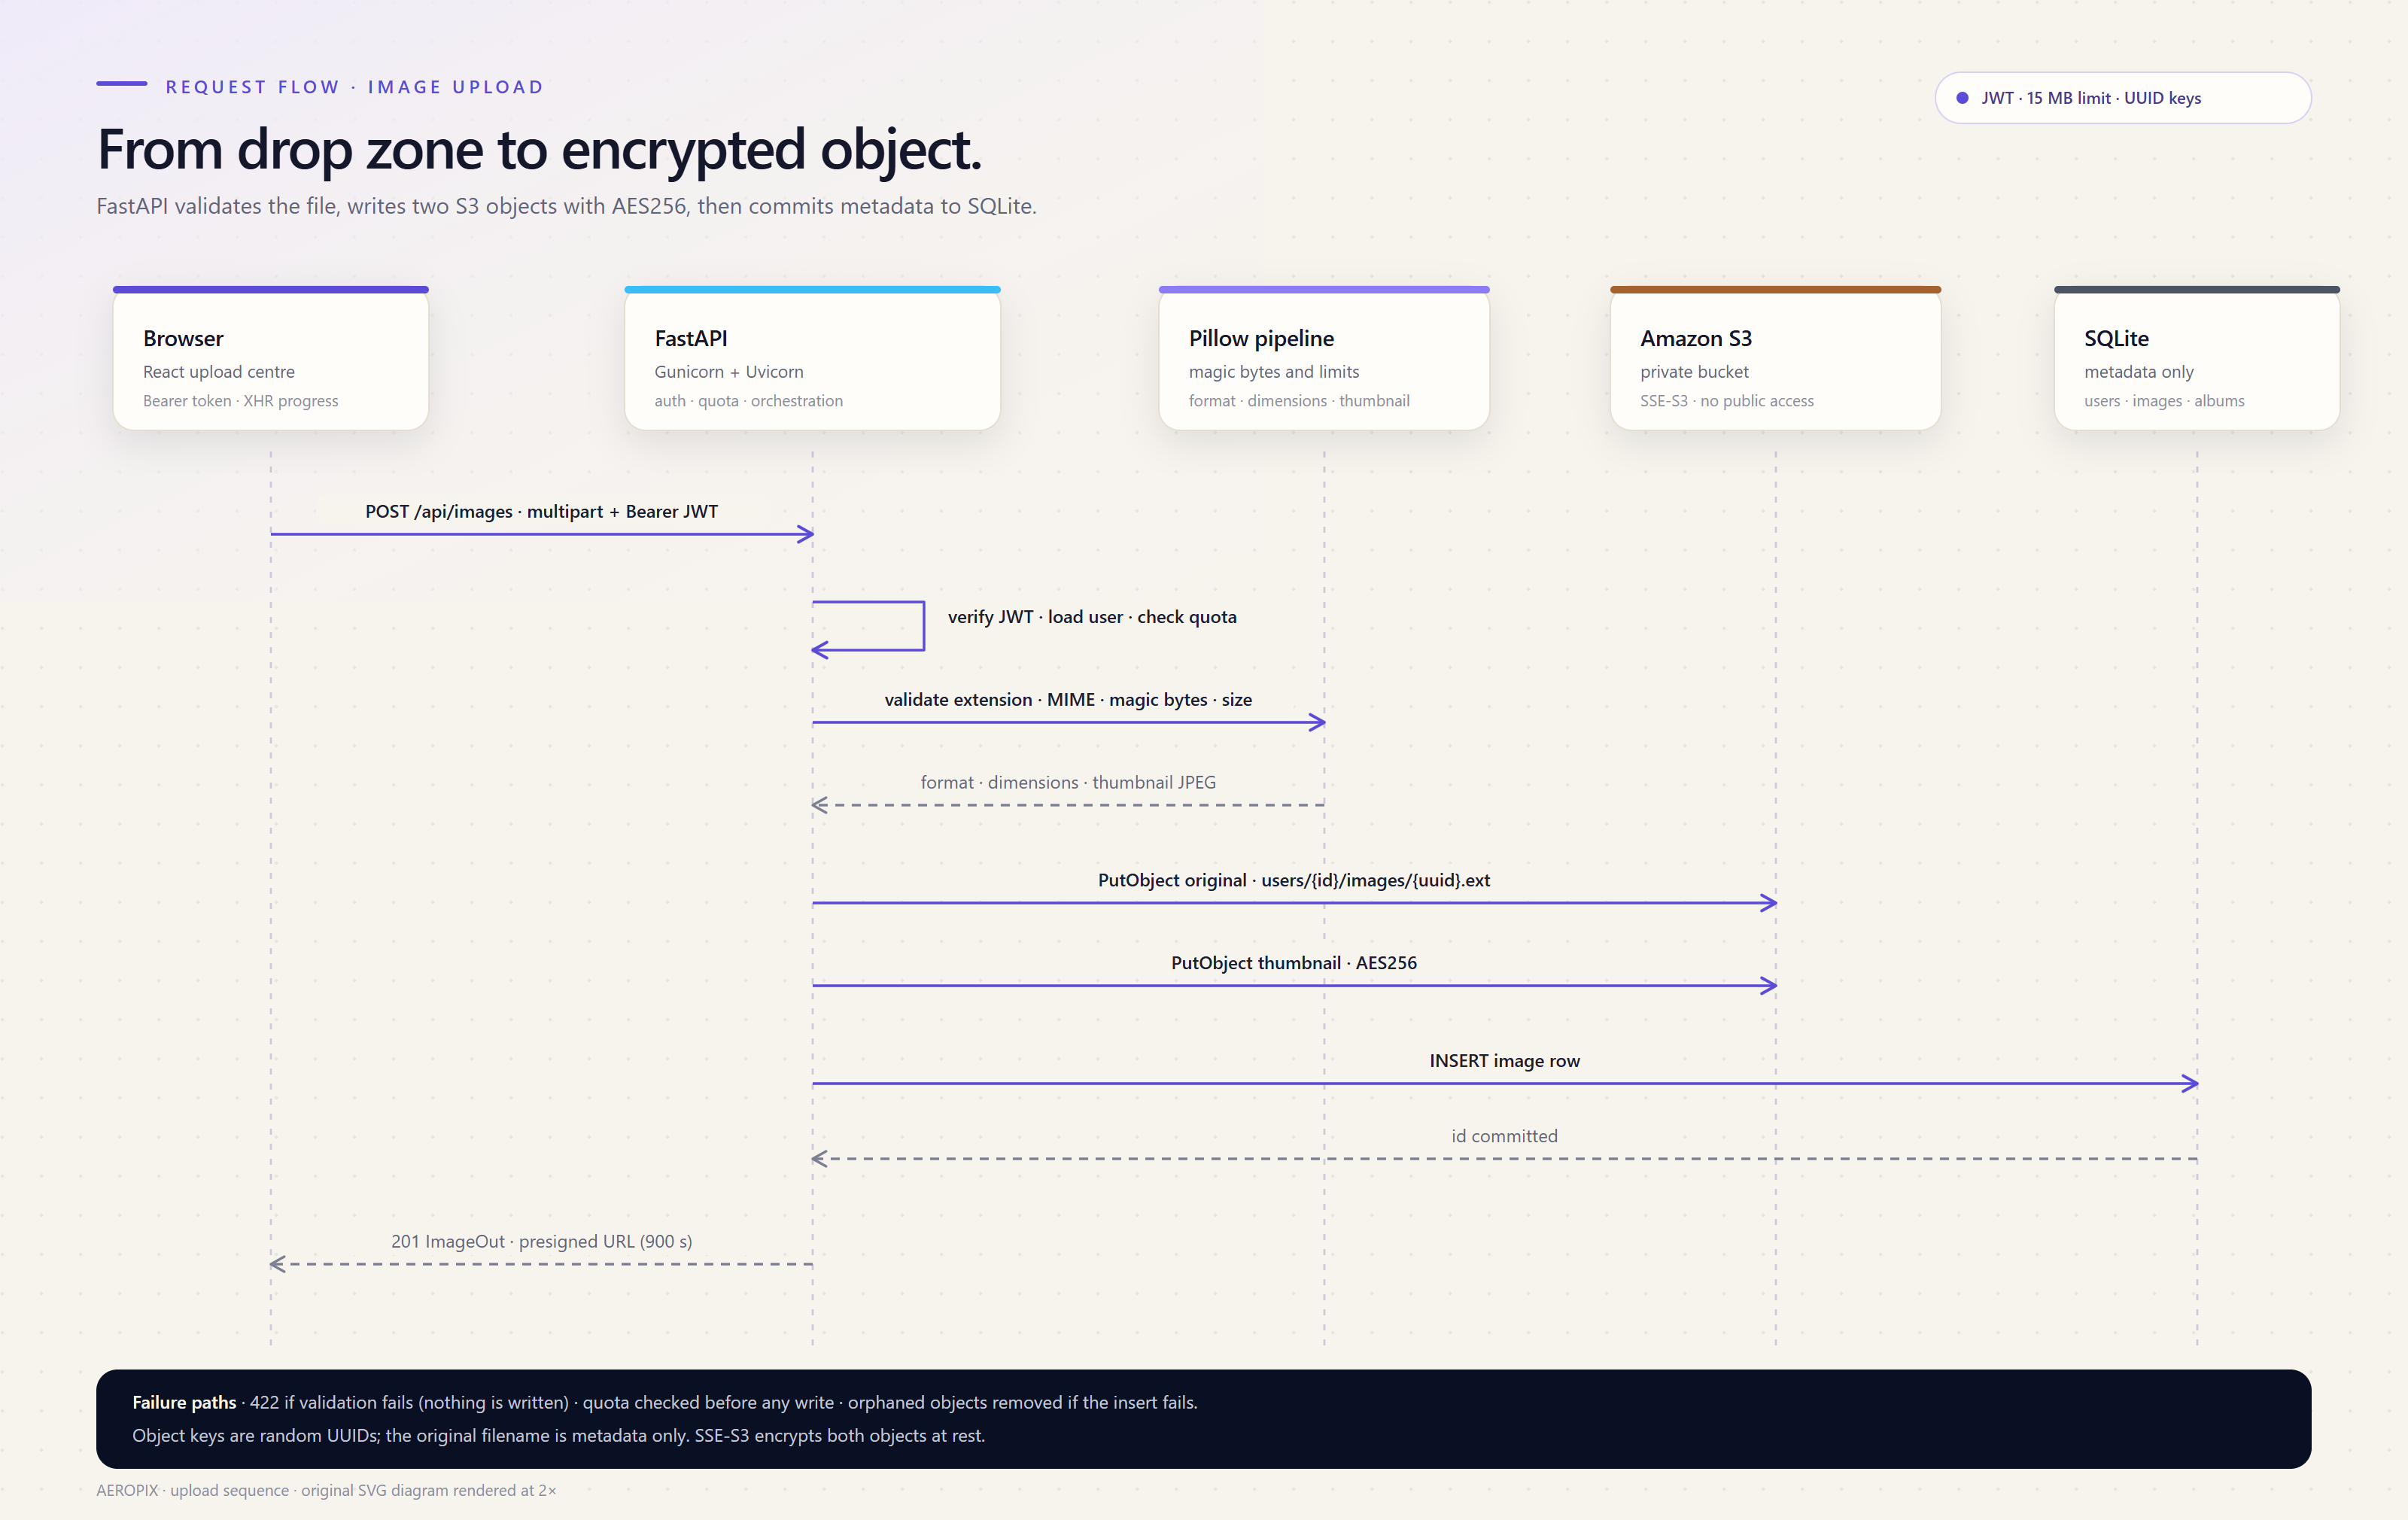 REQUEST FLOW · IMAGE UPLOAD
JWT · 15 MB limit · UUID keys
From drop zone to encrypted object.
FastAPI validates the file, writes two S3 objects with AES256, then commits metadata to SQLite.
Browser
React upload centre
Bearer token · XHR progress
FastAPI
Gunicorn + Uvicorn
auth · quota · orchestration
Pillow pipeline
magic bytes and limits
format · dimensions · thumbnail
Amazon S3
private bucket
SSE-S3 · no public access
SQLite
metadata only
users · images · albums
POST /api/images · multipart + Bearer JWT
verify JWT · load user · check quota
validate extension · MIME · magic bytes · size
format · dimensions · thumbnail JPEG
PutObject original · users/{id}/images/{uuid}.ext
PutObject thumbnail · AES256
INSERT image row
id committed
201 ImageOut · presigned URL (900 s)
Failure paths · 422 if validation fails (nothing is written) · quota checked before any write · orphaned objects removed if the insert fails.
Object keys are random UUIDs; the original filename is metadata only. SSE-S3 encrypts both objects at rest.
AEROPIX · upload sequence · original SVG diagram rendered at 2×